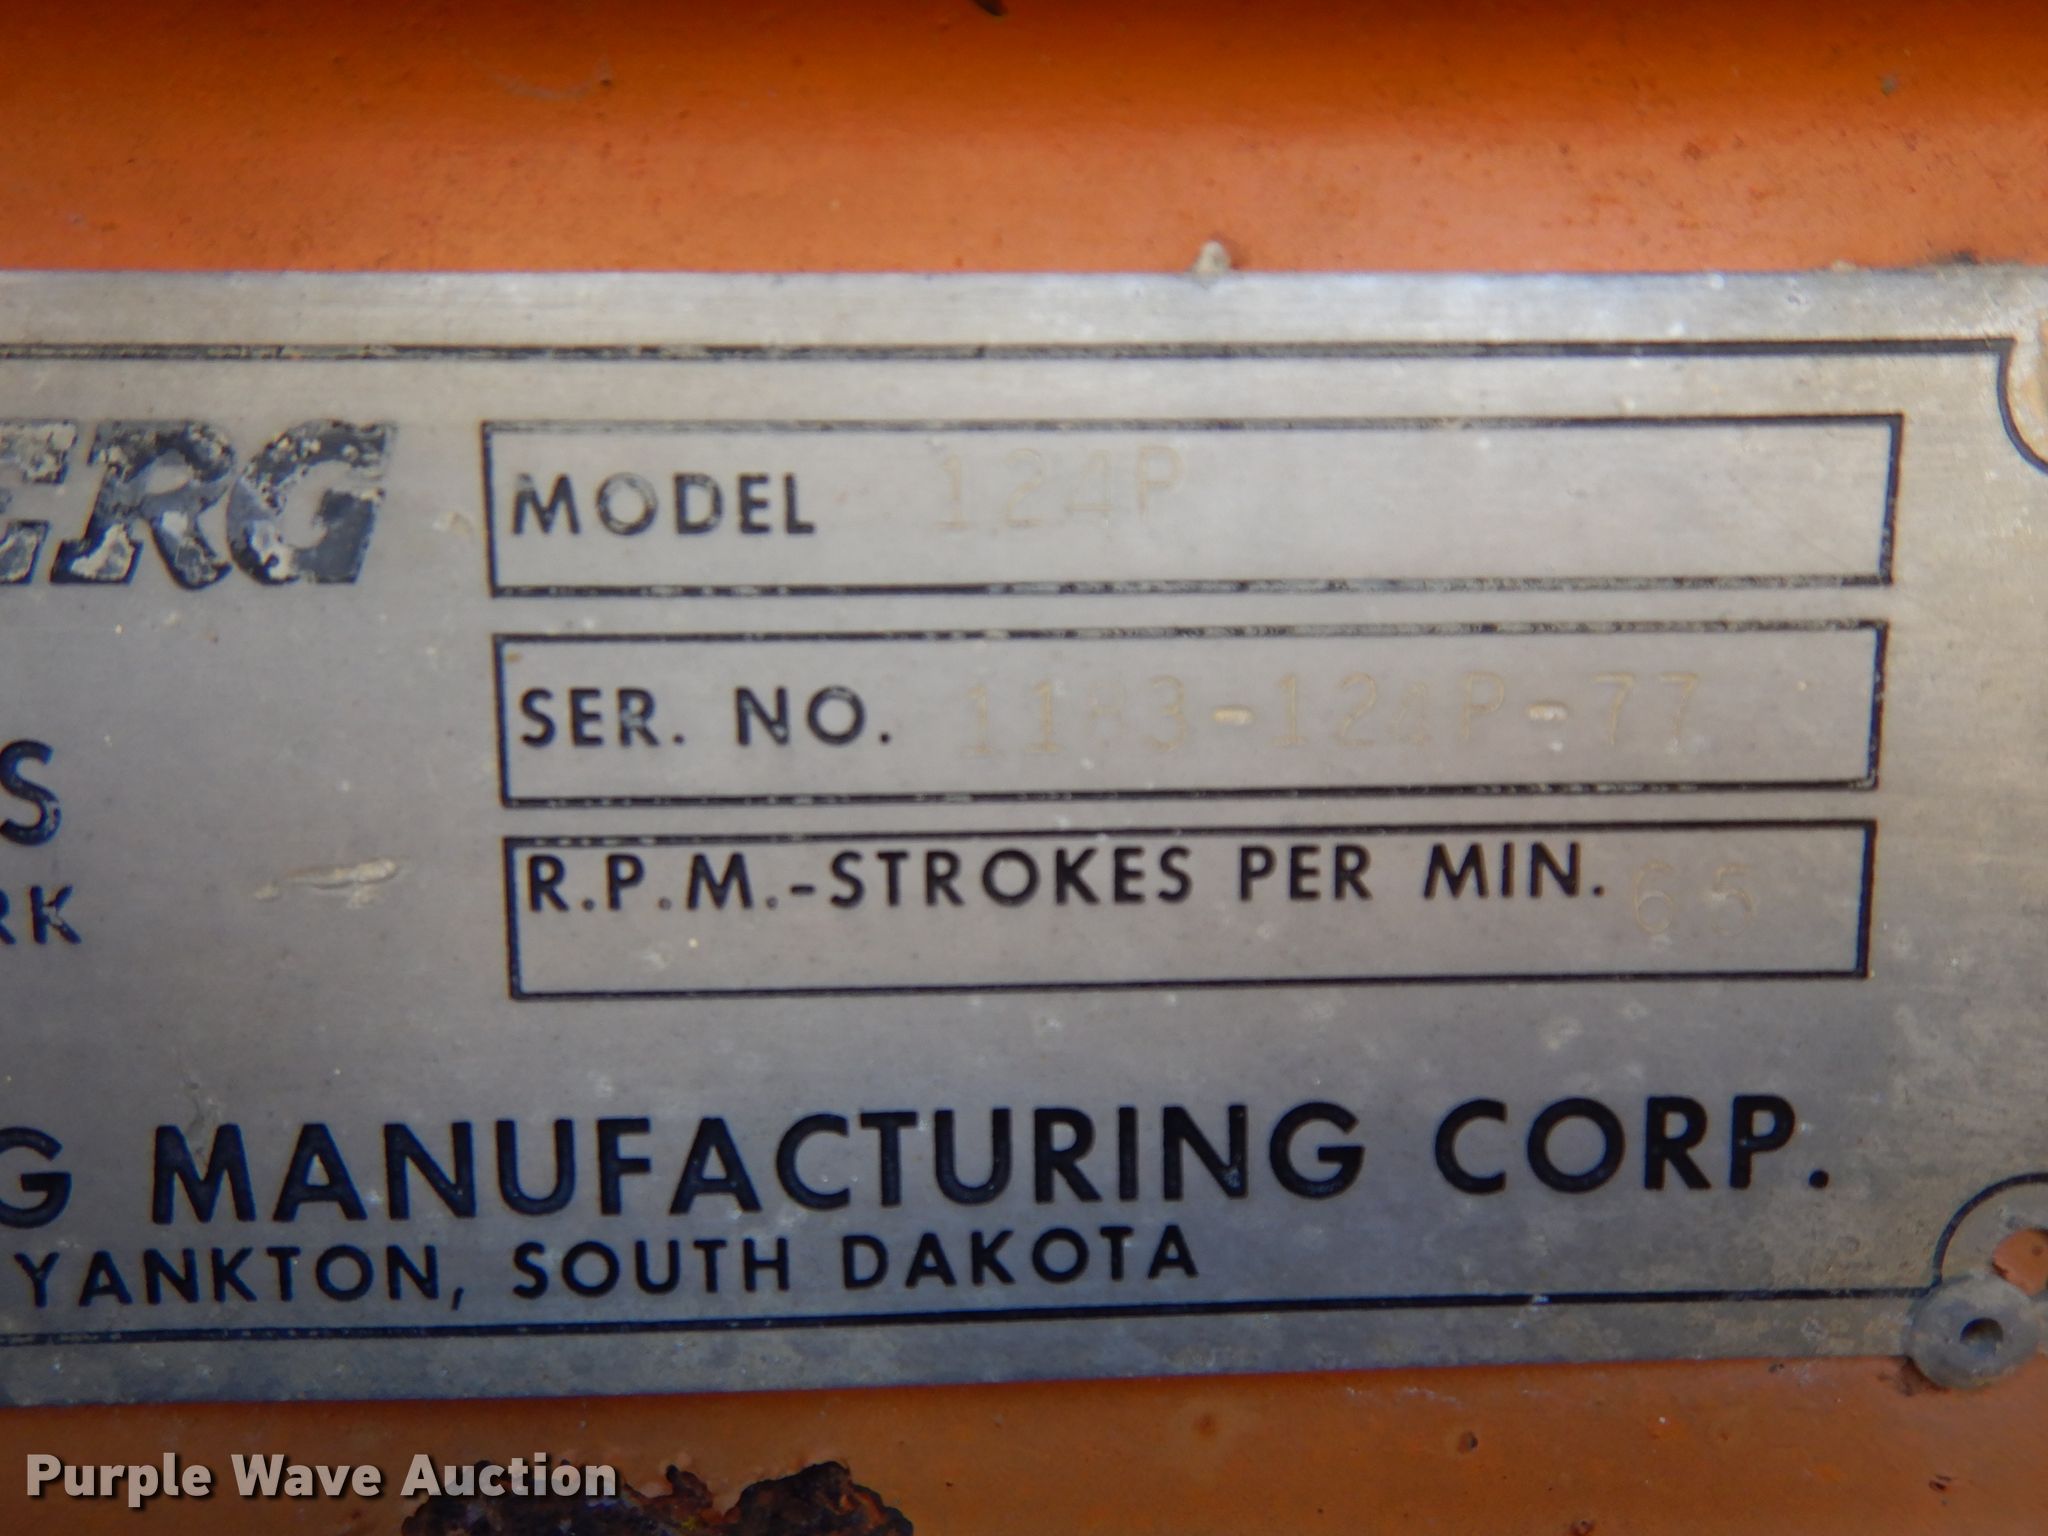 ERG
MODEL 124P
SER. NO. 1183-124P-77
R.P.M.-STROKES PER MIN. 65
S
RK
G MANUFACTURING CORP.
YANKTON, SOUTH DAKOTA
Purple Wave Auction